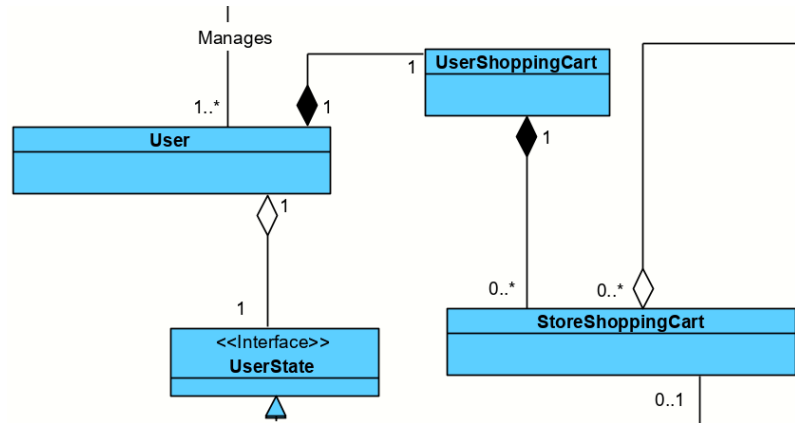 Manages
1..*
1
1
UserShoppingCart
User
1
1
1
0..*
0..*
<<Interface>>
UserState
StoreShoppingCart
0..1